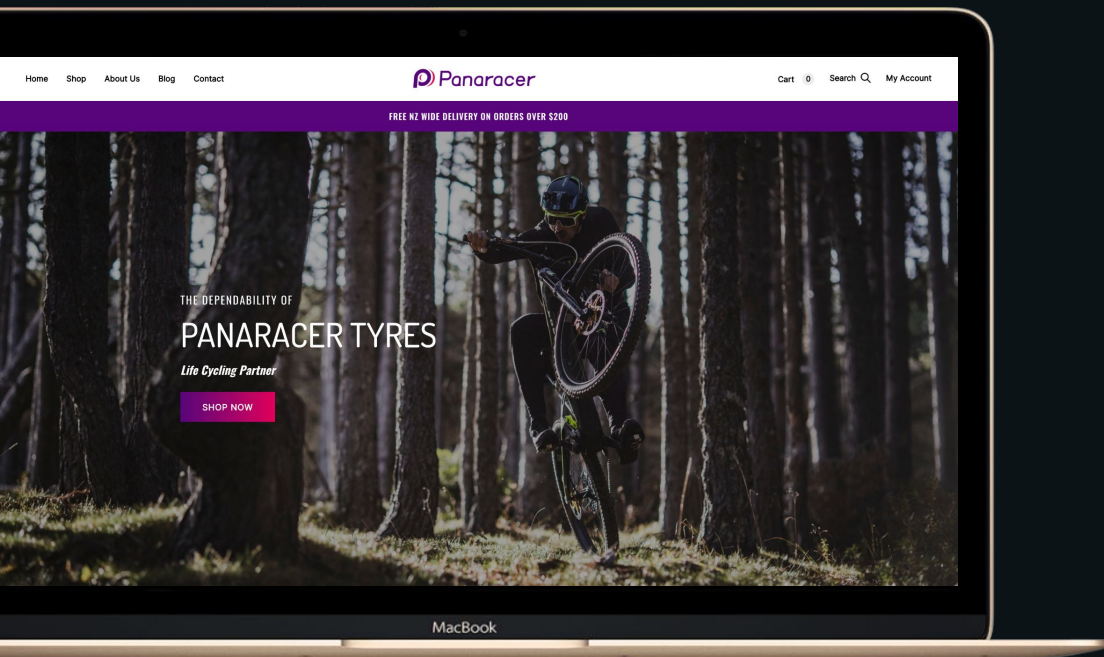 Home Shop About Us Blog Contact
Panaracer
Cart 0 Search My Account
FREE NZ WIDE DELIVERY ON ORDERS OVER $200
THE DEPENDABILITY OF
PANARACER TYRES
Life Cycling Partner
SHOP NOW
MacBook